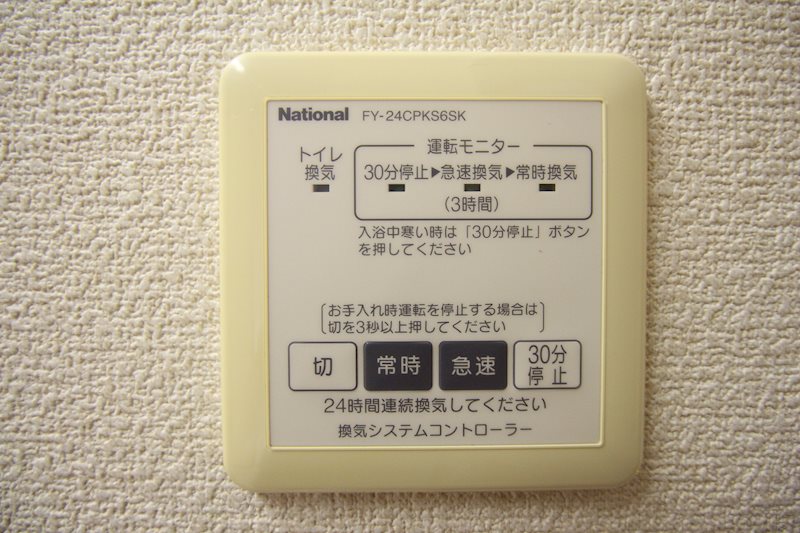 National FY-24CPKS6SK
トイレ
換気
運転モニター
30分停止▶急速換気▶常時換気
(3時間)
入浴中寒い時は「30分停止」ボタン
を押してください
お手入れ時運転を停止する場合は
切を3秒以上押してください
切 常時 急速 30分
停止
24時間連続換気してください
換気システムコントローラー